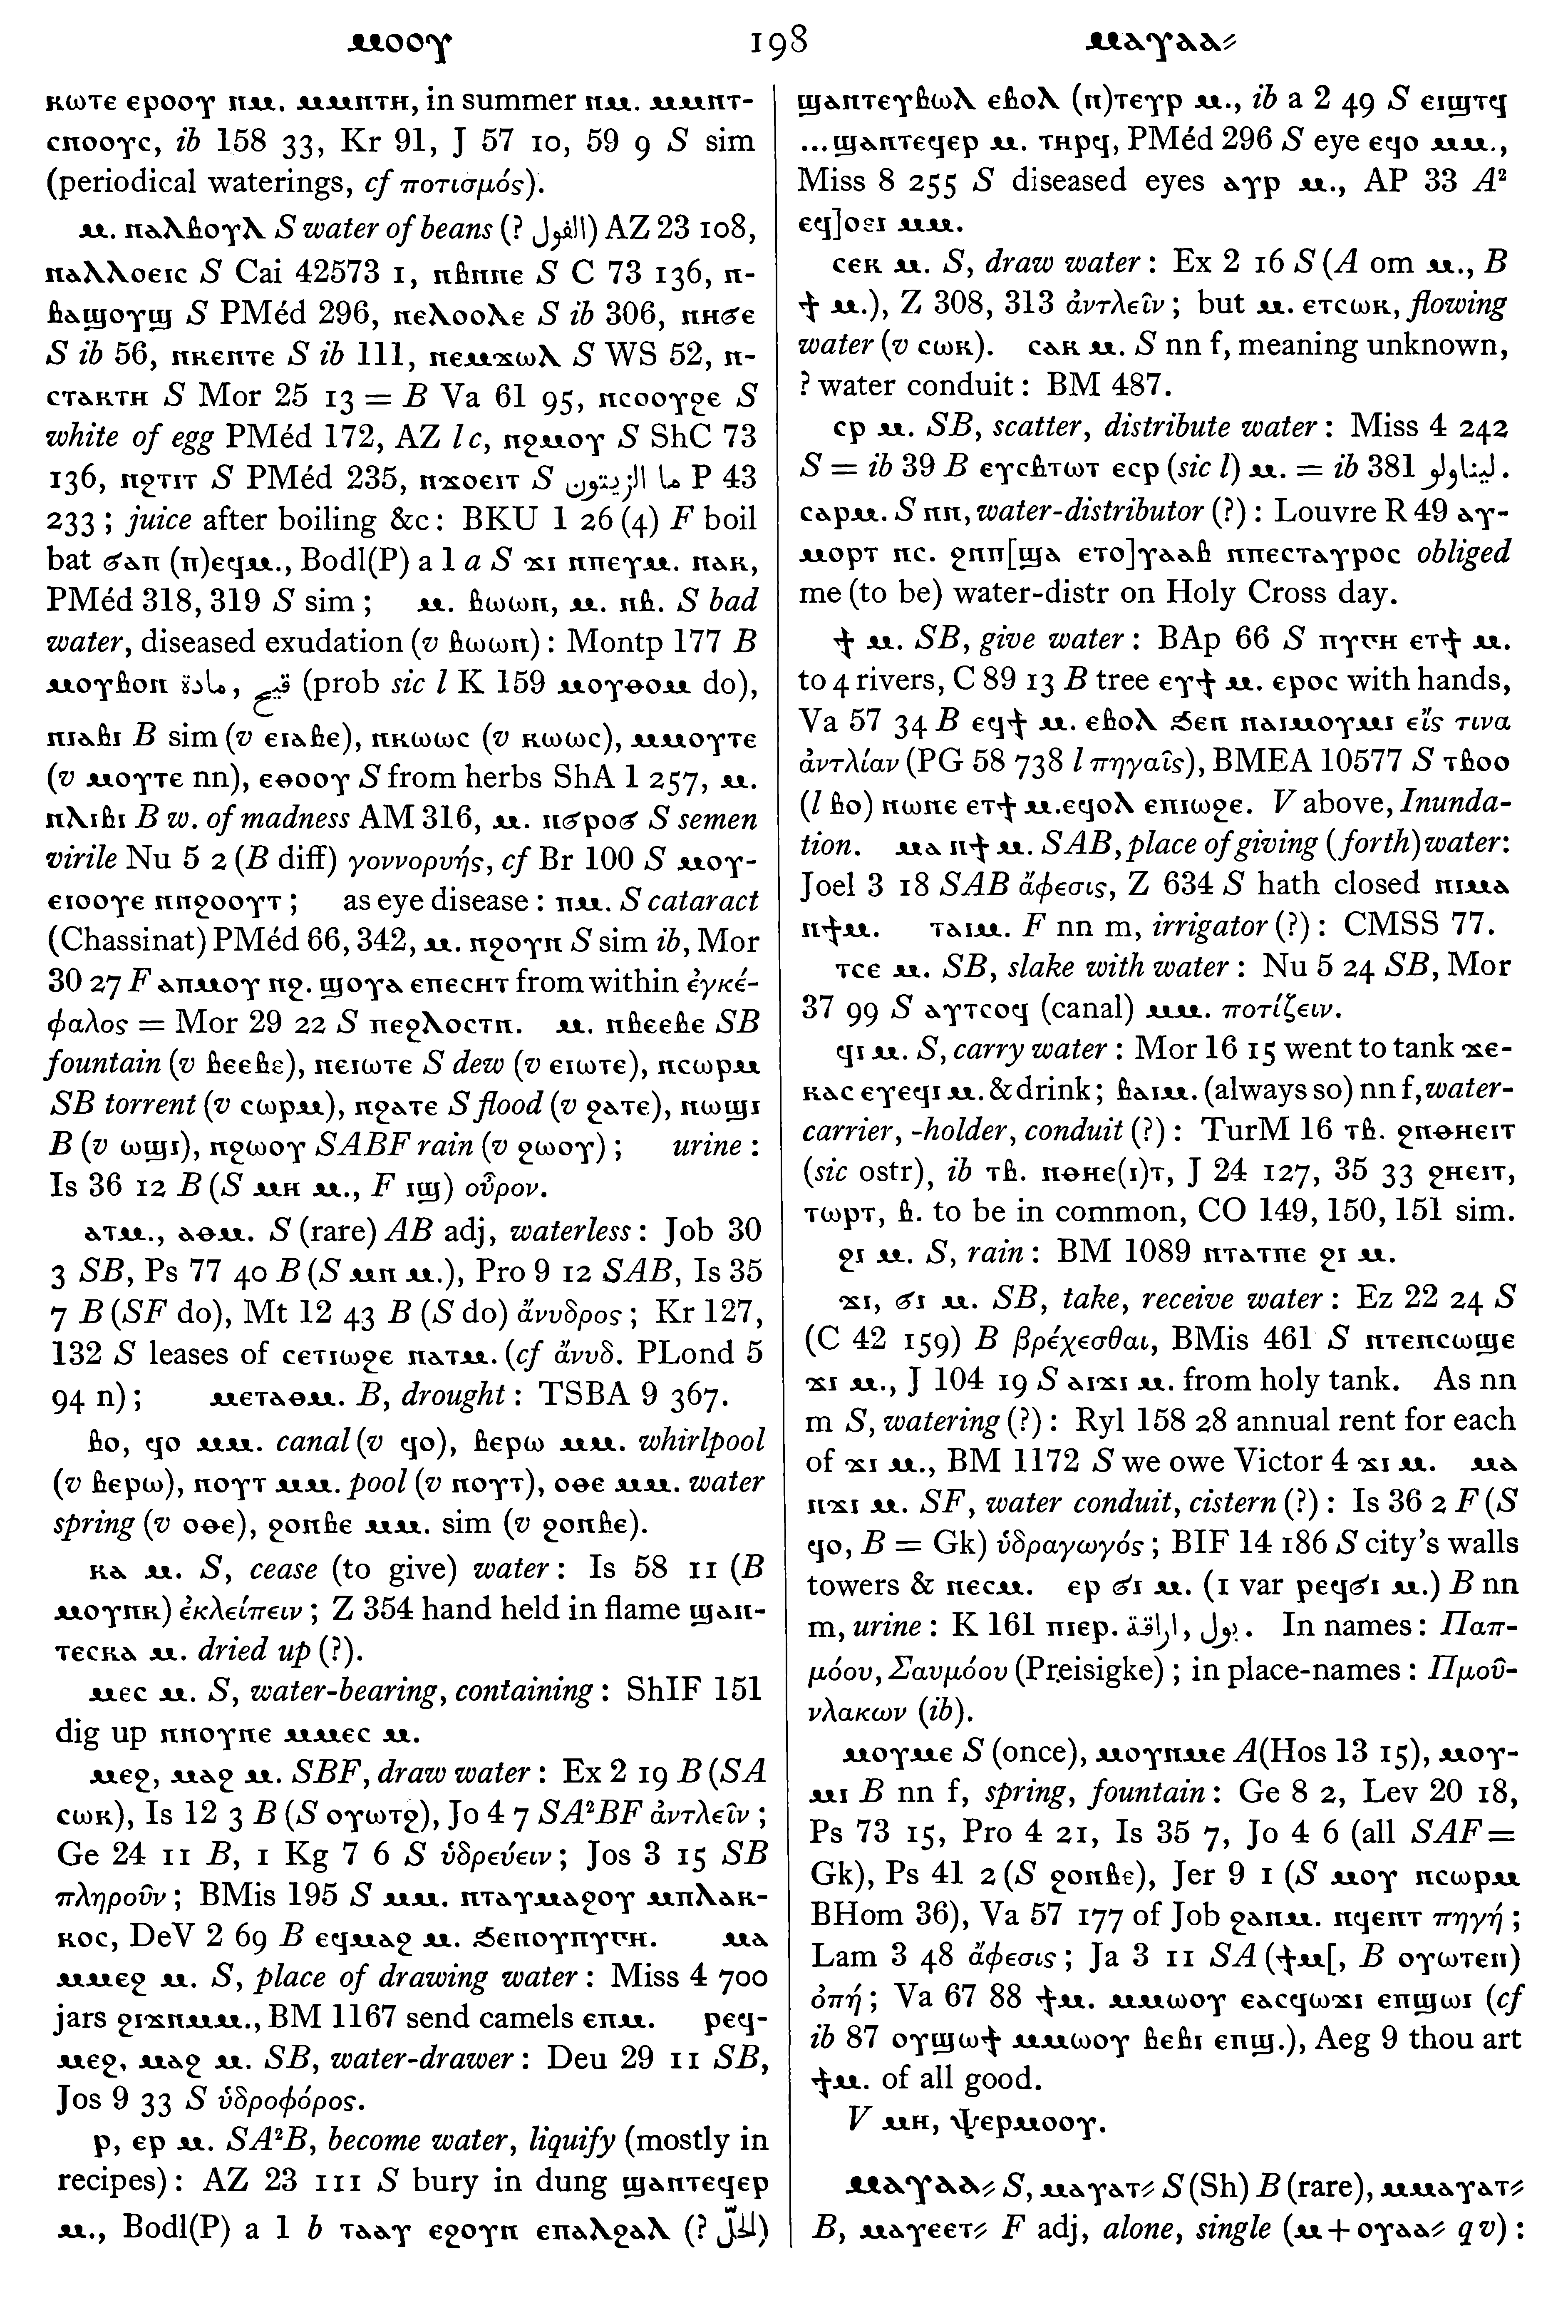 ⲙⲟⲟⲩ 198 ⲙⲁⲩⲁⲁ⸗
ⲕⲱⲧⲉ ⲉⲣⲟⲟⲩ ⲛⲙ. ⲙⲙⲛⲧⲏ, in summer ⲛⲙ. ⲙⲙⲛⲧ-
ⲥⲛⲟⲟⲩⲥ, ib 158 33, Kr 91, J 57 10, 59 9 S sim
(periodical waterings, cf ποτισμός).
ⲙ. ⲛⲁⲗⲃⲟⲩⲗ S water of beans (? الفول) AZ 23 108,
ⲛⲁⲗⲗⲟⲉⲓⲥ S Cai 42573 1, ⲛⲃⲛⲛⲉ S C 73 136, ⲛ-
ⲃⲁϣⲟⲩϣ S PMéd 296, ⲛⲉⲗⲟⲟⲗⲉ S ib 306, ⲛⲏϭⲉ
S ib 56, ⲛⲕⲉⲛⲧⲉ S ib 111, ⲛⲉⲙϫⲱⲗ S WS 52, ⲛ-
ⲥⲧⲁⲕⲧⲏ S Mor 25 13 = B Va 61 95, ⲛⲥⲟⲟⲩϩⲉ S
white of egg PMéd 172, AZ l c, ⲛϩⲙⲟⲩ S ShC 73
136, ⲛϩⲧⲓⲧ S PMéd 235, ⲛϫⲟⲉⲓⲧ S ما الزيتون P 43
233 ; juice after boiling &c : BKU 1 26 (4) F boil
bat ϭⲁⲛ (ⲛ)ⲉϥⲙ., Bodl(P) a 1 a S ϫⲓ ⲛⲛⲉⲩⲙ. ⲛⲁⲕ,
PMéd 318, 319 S sim ; ⲙ. ⲃⲱⲱⲛ, ⲙ. ⲛⲃ. S bad
water, diseased exudation (v ⲃⲱⲱⲛ) : Montp 177 B
ⲙⲟⲩⲃⲟⲛ مادة, قيح (prob sic l K 159 ⲙⲟⲩⲑⲟⲙ do),
ⲛⲓⲁⲃⲓ B sim (v ⲉⲓⲁⲃⲉ), ⲛⲕⲱⲱⲥ (v ⲕⲱⲱⲥ), ⲙⲙⲟⲩⲧⲉ
(v ⲙⲟⲩⲧⲉ nn), ⲉⲑⲟⲟⲩ S from herbs ShA 1 257, ⲙ.
ⲛⲗⲓⲃⲓ B w. of madness AM 316, ⲙ. ⲛϭⲣⲟϭ S semen
virile Nu 5 2 (B diff) γοννορυής, cf Br 100 S ⲙⲟⲩ-
ⲉⲓⲟⲟⲩⲉ ⲛⲛϩⲟⲟⲩⲧ ; as eye disease : ⲛⲙ. S cataract
(Chassinat) PMéd 66, 342, ⲙ. ⲛϩⲟⲩⲛ S sim ib, Mor
30 27 F ⲁⲛⲙⲟⲩ ⲛϩ. ϣⲟⲩⲁ ⲉⲡⲉⲥⲏⲧ from within ἐγκέ-
φαλος = Mor 29 22 S ⲡⲉϩⲗⲟⲥⲧⲛ. ⲙ. ⲛⲃⲉⲉⲃⲉ SB
fountain (v ⲃⲉⲉⲃⲉ), ⲛⲉⲓⲱⲧⲉ S dew (v ⲉⲓⲱⲧⲉ), ⲛⲥⲱⲣⲙ
SB torrent (v ⲥⲱⲣⲙ), ⲛϩⲁⲧⲉ S flood (v ϩⲁⲧⲉ), ⲛⲱϣⲓ
B (v ⲱϣⲓ), ⲛϩⲱⲟⲩ SABF rain (v ϩⲱⲟⲩ) ; urine :
Is 36 12 B (S ⲙⲏ ⲙ., F ⲓϣ) οὖρον.
ⲁⲧⲙ., ⲁⲑⲙ. S (rare) AB adj, waterless : Job 30
3 SB, Ps 77 40 B (S ⲙⲛ ⲙ.), Pro 9 12 SAB, Is 35
7 B (SF do), Mt 12 43 B (S do) ἄνυδρος ; Kr 127,
132 S leases of ⲥⲉⲧⲓⲱϩⲉ ⲛⲁⲧⲙ. (cf ἄνυδ. PLond 5
94 n) ; ⲙⲉⲧⲁⲑⲙ. B, drought : TSBA 9 367.
ⲃⲟ, ϥⲟ ⲙⲙ. canal (v ϥⲟ), ⲃⲉⲣⲱ ⲙⲙ. whirlpool
(v ⲃⲉⲣⲱ), ⲛⲟⲩⲧ ⲙⲙ. pool (v ⲛⲟⲩⲧ), ⲟⲑⲉ ⲙⲙ. water
spring (v ⲟⲑⲉ), ϩⲟⲛⲃⲉ ⲙⲙ. sim (v ϩⲟⲛⲃⲉ).
ⲕⲁ ⲙ. S, cease (to give) water : Is 58 11 (B
ⲙⲟⲩⲛⲕ) ἐκλείπειν ; Z 354 hand held in flame ϣⲁⲛ-
ⲧⲉⲥⲕⲁ ⲙ. dried up (?).
ⲙⲉⲥ ⲙ. S, water-bearing, containing : ShIF 151
dig up ⲛⲛⲟⲩⲛⲉ ⲙⲙⲉⲥ ⲙ.
ⲙⲉϩ, ⲙⲁϩ ⲙ. SBF, draw water : Ex 2 19 B (SA
ⲥⲱⲕ), Is 12 3 B (S ⲟⲩⲱⲧϩ), Jo 4 7 SA²BF ἀντλεῖν ;
Ge 24 11 B, 1 Kg 7 6 S ὑδρεύειν ; Jos 3 15 SB
πληροῦν ; BMis 195 S ⲙⲙ. ⲛⲧⲁⲩⲙⲁϩⲟⲩ ⲙⲡⲗⲁⲕ-
ⲕⲟⲥ, DeV 2 69 B ⲉϥⲙⲁϩ ⲙ. ϧⲉⲛⲟⲩⲡⲩⲅⲏ. ⲙⲁ
ⲙⲙⲉϩ ⲙ. S, place of drawing water : Miss 4 700
jars ϩⲓϫⲛⲙⲙ., BM 1167 send camels ⲉⲡⲙ. ⲣⲉϥ-
ⲙⲉϩ, ⲙⲁϩ ⲙ. SB, water-drawer : Deu 29 11 SB,
Jos 9 33 S ὑδροφόρος.
ⲣ, ⲉⲣ ⲙ. SA²B, become water, liquify (mostly in
recipes) : AZ 23 111 S bury in dung ϣⲁⲛⲧⲉϥⲉⲣ
ⲙ., Bodl(P) a 1 b ⲧⲁⲁⲩ ⲉϩⲟⲩⲛ ⲉⲡⲁⲗϩⲁⲗ (?
ϣⲁⲛⲧⲉⲩⲃⲱⲗ ⲉⲃⲟⲗ (ⲛ)ⲧⲉⲩⲣ ⲙ., ib a 2 49 S ⲉⲓϣⲧϥ
...ϣⲁⲛⲧⲉϥⲉⲣ ⲙ. ⲧⲏⲣϥ, PMéd 296 S eye ⲉϥⲟ ⲙⲙ.,
Miss 8 255 S diseased eyes ⲁⲩⲣ ⲙ., AP 33 A²
ⲉϥ]ⲟⲉⲓ ⲙⲙ.
ⲥⲉⲕ ⲙ. S, draw water : Ex 2 16 S (A om ⲙ., B
ϯ ⲙ.), Z 308, 313 ἀντλεῖν ; but ⲙ. ⲉⲧⲥⲱⲕ, flowing
water (v ⲥⲱⲕ). ⲥⲁⲕ ⲙ. S nn f, meaning unknown,
? water conduit : BM 487.
ⲥⲣ ⲙ. SB, scatter, distribute water : Miss 4 242
S = ib 39 B ⲉⲩⲥⲃⲧⲱⲧ ⲉⲥⲣ (sic l) ⲙ. = ib 381 ليناولو.
ⲥⲁⲣⲙ. S nn, water-distributor (?) : Louvre R 49 ⲁⲩ-
ⲙⲟⲣⲧ ⲛⲥ. ϩⲙⲡ[ϣⲁ ⲉⲧⲟ]ⲩⲁⲁⲃ ⲛⲡⲉⲥⲧⲁⲩⲣⲟⲥ obliged
me (to be) water-distr on Holy Cross day.
ϯ ⲙ. SB, give water : BAp 66 S ⲡⲩⲅⲏ ⲉⲧϯ ⲙ.
to 4 rivers, C 89 13 B tree ⲉⲩϯ ⲙ. ⲉⲣⲟⲥ with hands,
Va 57 34 B ⲉϥϯ ⲙ. ⲉⲃⲟⲗ ϧⲉⲛ ⲡⲁⲓⲙⲟⲩⲙⲓ εἴς τινα
ἀντλίαν (PG 58 738 l πηγαῖς), BMEA 10577 S ⲧⲃⲟⲟ
(l ⲃⲟ) ⲛⲱⲛⲉ ⲉⲧϯ ⲙ.ⲉϥⲟⲗ ⲉⲡⲓⲱϩⲉ. V above, Inunda-
tion. ⲙⲁ ⲛϯ ⲙ. SAB, place of giving (forth) water :
Joel 3 18 SAB ἄφεσις, Z 634 S hath closed ⲡⲓⲙⲁ
ⲛϯⲙ. ⲧⲁⲓⲙ. F nn m, irrigator (?) : CMSS 77.
ⲧⲥⲉ ⲙ. SB, slake with water : Nu 5 24 SB, Mor
37 99 S ⲁⲩⲧⲥⲟϥ (canal) ⲙⲙ. ποτίζειν.
ϥⲓ ⲙ. S, carry water : Mor 16 15 went to tank ϫⲉ-
ⲕⲁⲥ ⲉⲩⲉϥⲓ ⲙ. & drink ; ⲃⲁⲓⲙ. (always so) nn f, water-
carrier, -holder, conduit (?) : TurM 16 ⲧⲃ. ϩⲛⲑⲏⲉⲓⲧ
(sic ostr), ib ⲧⲃ. ⲛⲑⲏⲉ(ⲓ)ⲧ, J 24 127, 35 33 ϩⲏⲉⲓⲧ,
ⲧⲱⲣⲧ, ⲃ. to be in common, CO 149, 150, 151 sim.
ϩⲓ ⲙ. S, rain : BM 1089 ⲛⲧⲁⲧⲡⲉ ϩⲓ ⲙ.
ϫⲓ, ϭⲓ ⲙ. SB, take, receive water : Ez 22 24 S
(C 42 159) B βρέχεσθαι, BMis 461 S ⲛⲧⲉⲛⲥⲱϣⲉ
ϫⲓ ⲙ., J 104 19 S ⲁⲓϫⲓ ⲙ. from holy tank. As nn
m S, watering (?) : Ryl 158 28 annual rent for each
of ϫⲓ ⲙ., BM 1172 S we owe Victor 4 ϫⲓ ⲙ. ⲙⲁ
ⲛϫⲓ ⲙ. SF, water conduit, cistern (?) : Is 36 2 F (S
ϥⲟ, B = Gk) ὑδραγωγός ; BIF 14 186 S city's walls
towers & ⲛⲉⲥⲙ. ⲉⲣ ϭⲓ ⲙ. (1 var ⲣⲉϥϭⲓ ⲙ.) B nn
m, urine : K 161 ⲡⲓⲉⲣ. اراقة, بول. In names : Παπ-
μόου, Σαυμόου (Preisigke) ; in place-names : Πμοῦ-
νλακων (ib).
ⲙⲟⲩⲙⲉ S (once), ⲙⲟⲩⲛⲙⲉ A (Hos 13 15), ⲙⲟⲩ-
ⲙⲓ B nn f, spring, fountain : Ge 8 2, Lev 20 18,
Ps 73 15, Pro 4 21, Is 35 7, Jo 4 6 (all SAF =
Gk), Ps 41 2 (S ϩⲟⲛⲃⲉ), Jer 9 1 (S ⲙⲟⲩ ⲛⲥⲱⲣⲙ
BHom 36), Va 57 177 of Job ϩⲁⲛⲙ. ⲛϥⲉⲛⲧ πηγή ;
Lam 3 48 ἄφεσις ; Ja 3 11 SA (ϯⲙ[, B ⲟⲩⲱⲧⲉⲛ)
ὀπή ; Va 67 88 ϯⲙ. ⲙⲙⲱⲟⲩ ⲉⲁⲥϥⲱϫⲓ ⲉⲡϣⲱⲓ (cf
ib 87 ⲟⲩϣⲱϯ ⲙⲙⲱⲟⲩ ⲃⲉⲃⲓ ⲉⲡϣ.), Aeg 9 thou art
ϯⲙ. of all good.
V ⲙⲏ, ⲯⲉⲣⲙⲟⲟⲩ.
ⲙⲁⲩⲁⲁ⸗ S, ⲙⲁⲩⲁⲧ⸗ S (Sh) B (rare), ⲙⲙⲁⲩⲁⲧ⸗
B, ⲙⲁⲩⲉⲉⲧ⸗ F adj, alone, single (ⲙ + ⲟⲩⲁⲁ⸗ q v) :